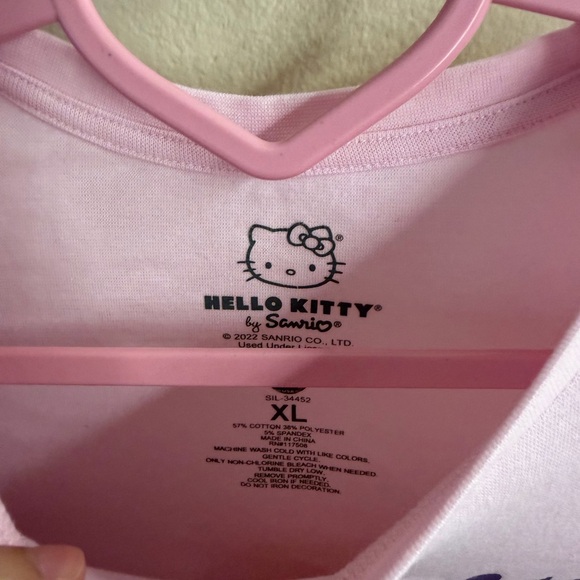 HELLO KITTY®
by Sanrio®
© 2022 SANRIO CO., LTD.
Used Under
SIL-34452
XL
57% COTTON 38% POLYESTER
5% SPANDEX
MADE IN CHINA
RN#117508
MACHINE WASH COLD WITH LIKE COLORS.
GENTLE CYCLE.
ONLY NON-CHLORINE BLEACH WHEN NEEDED.
TUMBLE DRY LOW.
REMOVE PROMPTLY.
COOL IRON IF NEEDED.
DO NOT IRON DECORATION.